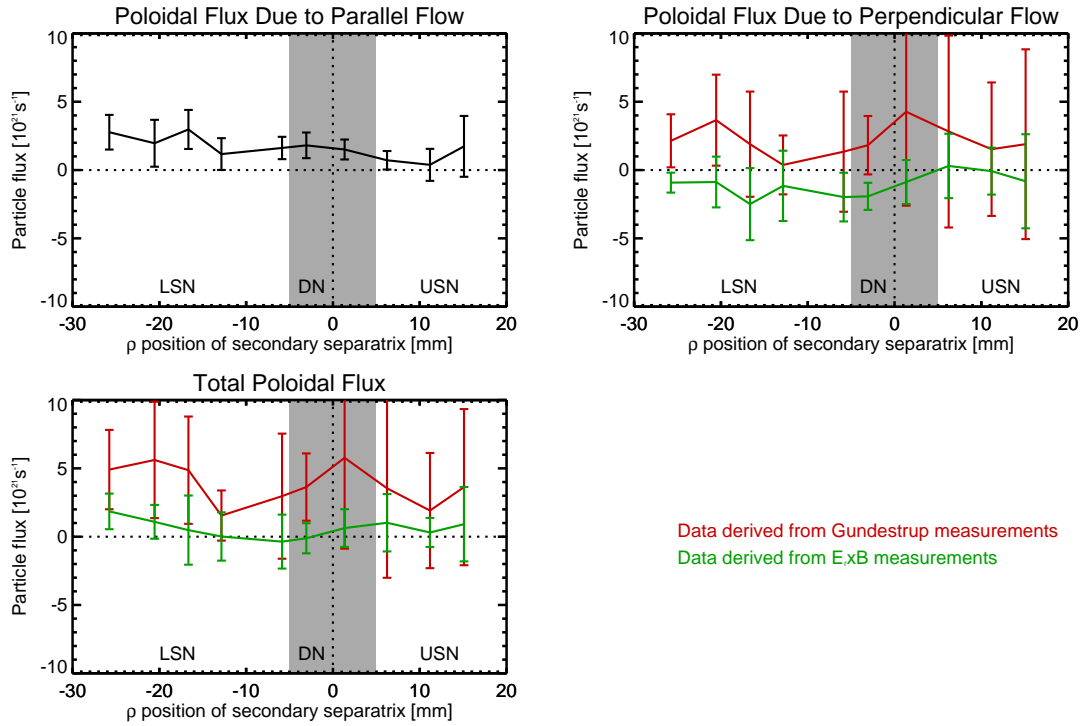 Poloidal Flux Due to Parallel Flow
10
5
0
-5
-10
Particle flux [10²¹s⁻¹]
LSN
DN
USN
-30
-20
-10
0
10
20
ρ position of secondary separatrix [mm]
Poloidal Flux Due to Perpendicular Flow
10
5
0
-5
-10
Particle flux [10²¹s⁻¹]
LSN
DN
USN
-30
-20
-10
0
10
20
ρ position of secondary separatrix [mm]
Total Poloidal Flux
10
5
0
-5
-10
Particle flux [10²¹s⁻¹]
LSN
DN
USN
-30
-20
-10
0
10
20
ρ position of secondary separatrix [mm]
Data derived from Gundestrup measurements
Data derived from EᵣxB measurements